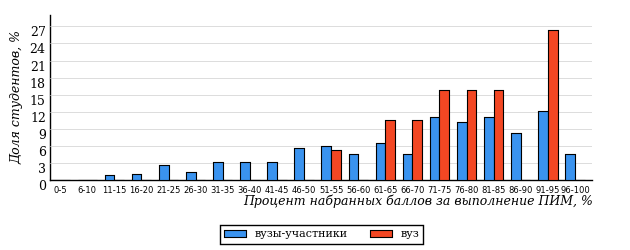 Доля студентов, %
27
24
21
18
15
12
9
6
3
0
0-5 6-10 11-15 16-20 21-25 26-30 31-35 36-40 41-45 46-50 51-55 56-60 61-65 66-70 71-75 76-80 81-85 86-90 91-95 96-100
Процент набранных баллов за выполнение ПИМ, %
вузы-участники вуз